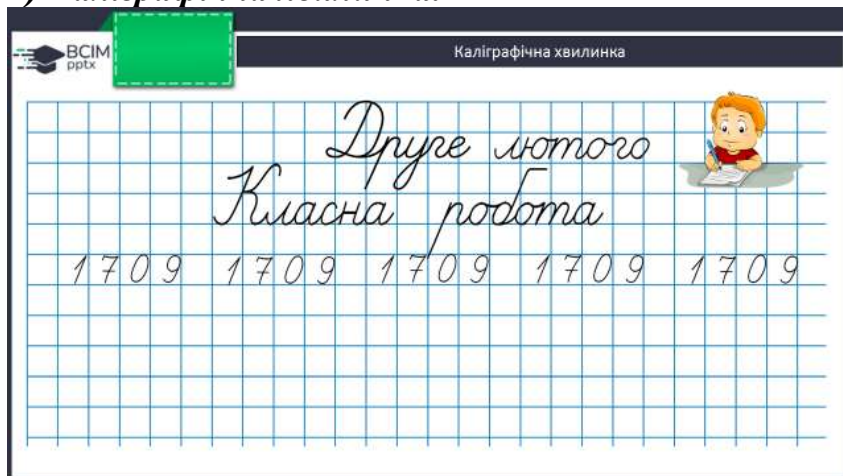 ВСІМ
pptx
Каліграфічна хвилинка
Друге лютого
Класна робота
1709 1709 1709 1709 1709